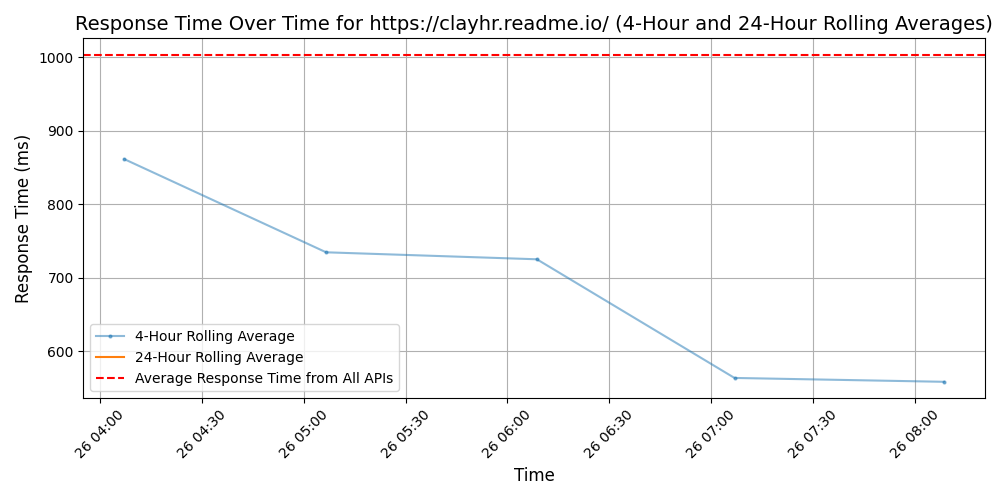 Response Time Over Time for https://clayhr.readme.io/ (4-Hour and 24-Hour Rolling Averages)
Response Time (ms)
1000
900
800
700
600
4-Hour Rolling Average
24-Hour Rolling Average
Average Response Time from All APIs
26 04:00
26 04:30
26 05:00
26 05:30
26 06:00
26 06:30
26 07:00
26 07:30
26 08:00
Time